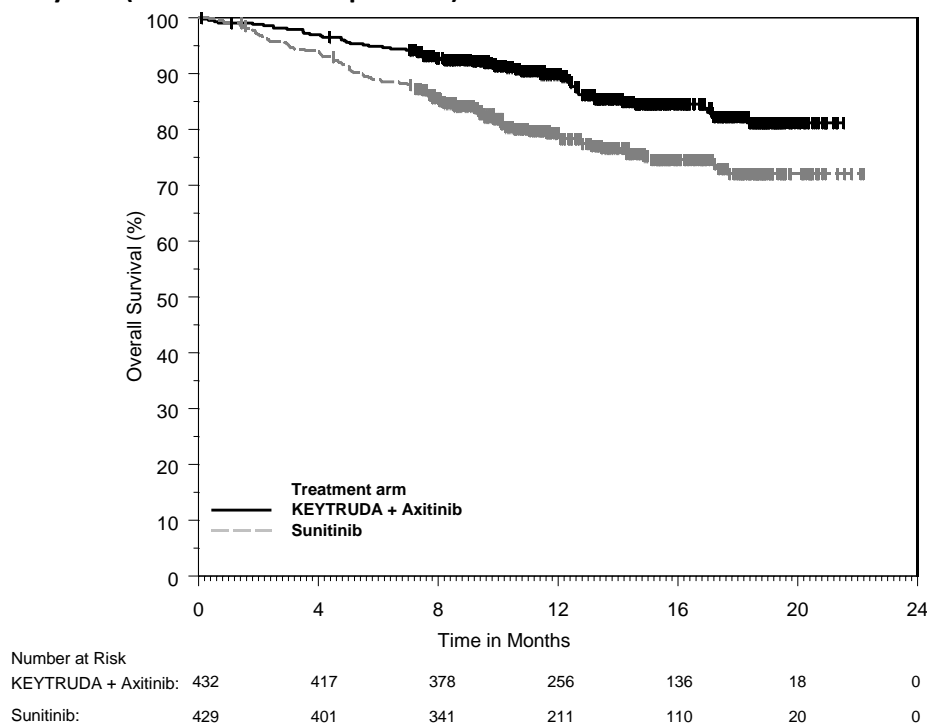 100
90
80
70
60
50
40
30
20
10
0
Overall Survival (%)
Treatment arm
KEYTRUDA + Axitinib
Sunitinib
0 4 8 12 16 20 24
Time in Months
Number at Risk
KEYTRUDA + Axitinib: 432 417 378 256 136 18 0
Sunitinib: 429 401 341 211 110 20 0